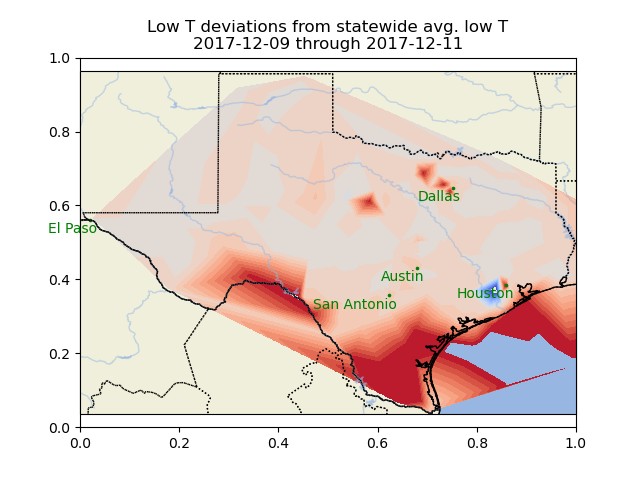 Low T deviations from statewide avg. low T
2017-12-09 through 2017-12-11
1.0
0.8
0.6
0.4
0.2
0.0
Dallas
El Paso
Austin
Houston
San Antonio
0.0 0.2 0.4 0.6 0.8 1.0